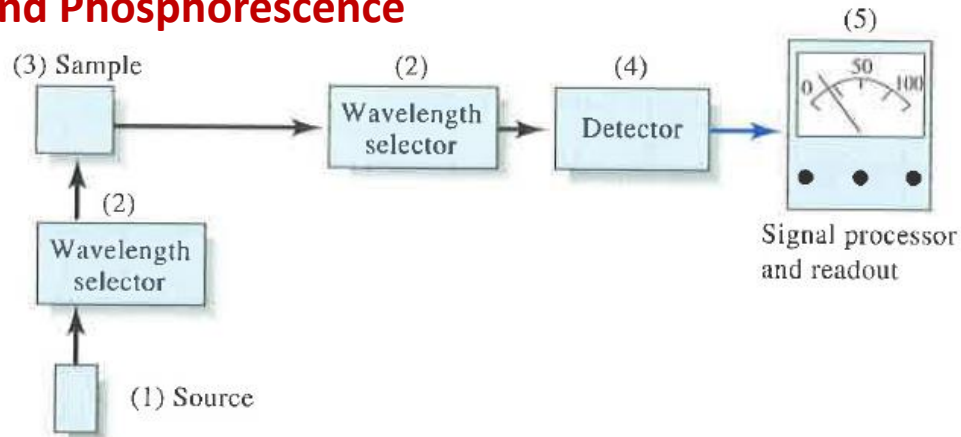 nd Phosphorescence
(5)
(3) Sample
(2)
(4)
0 50 100
Wavelength
selector
Detector
(2)
Wavelength
selector
Signal processor
and readout
(1) Source